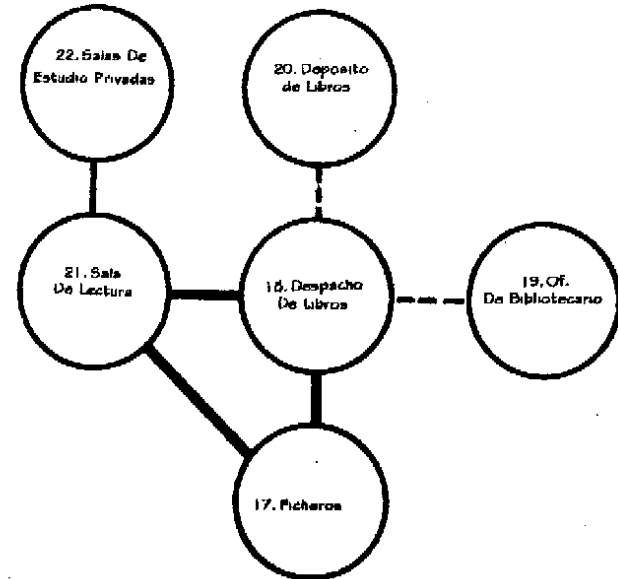 22. Salas De
Estudio Privadas
20. Deposito
de Libros
21. Sala
De Lectura
18. Despacho
De Libros
19. Of.
De Bibliotecario
17. Ficheros